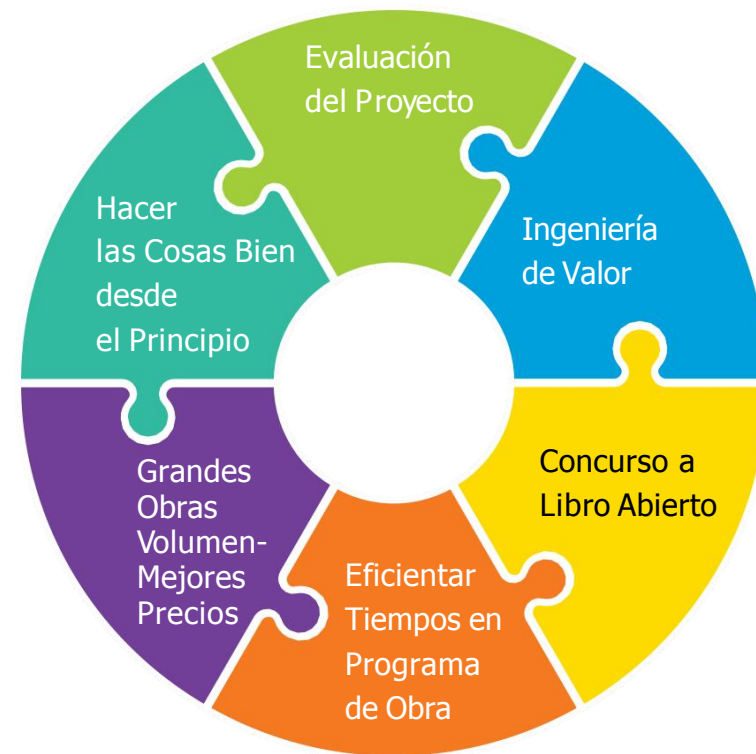 Evaluación
del Proyecto
Ingeniería
de Valor
Concurso a
Libro Abierto
Eficientar
Tiempos en
Programa
de Obra
Grandes
Obras
Volumen-
Mejores
Precios
Hacer
las Cosas Bien
desde
el Principio